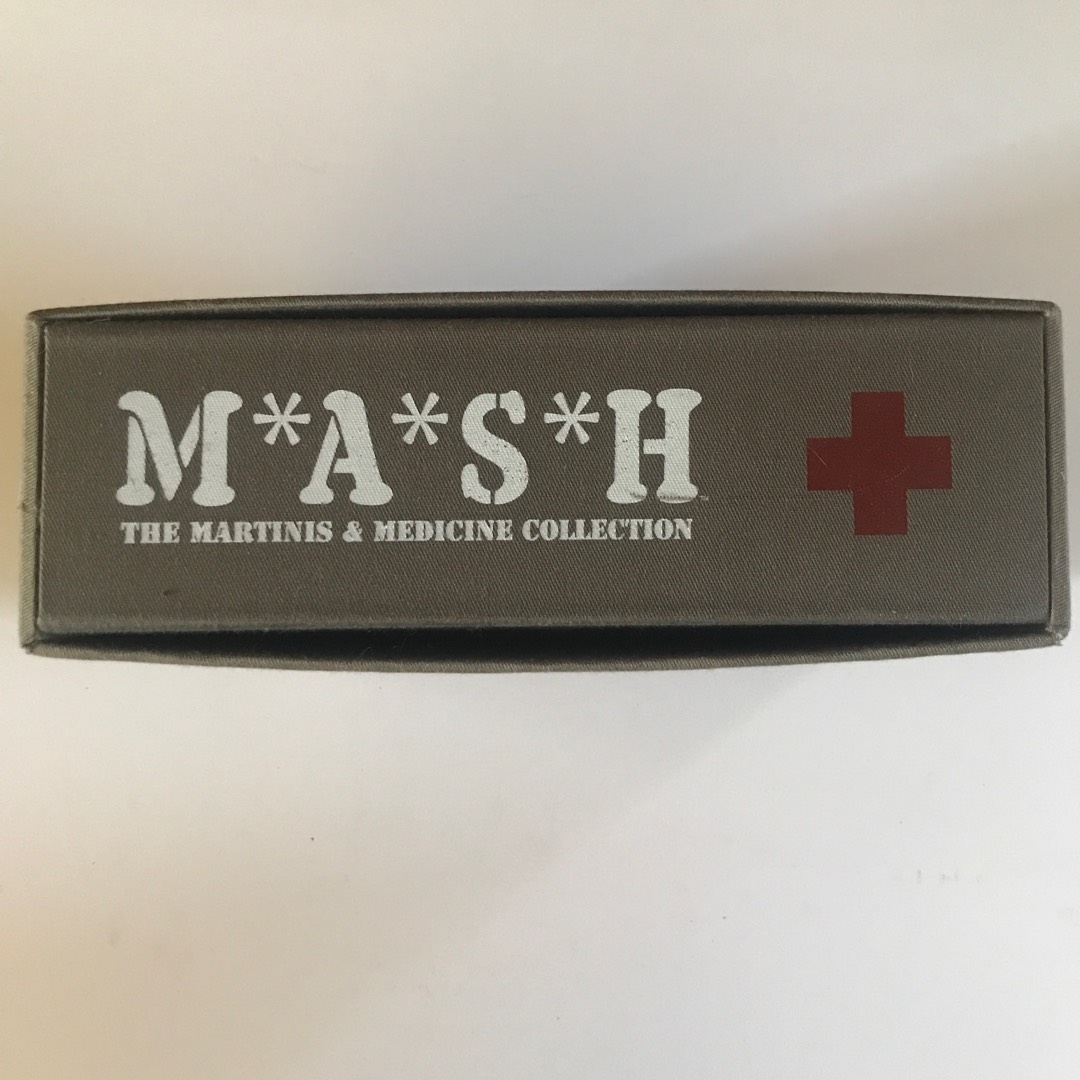 M*A*S*H
THE MARTINIS & MEDICINE COLLECTION